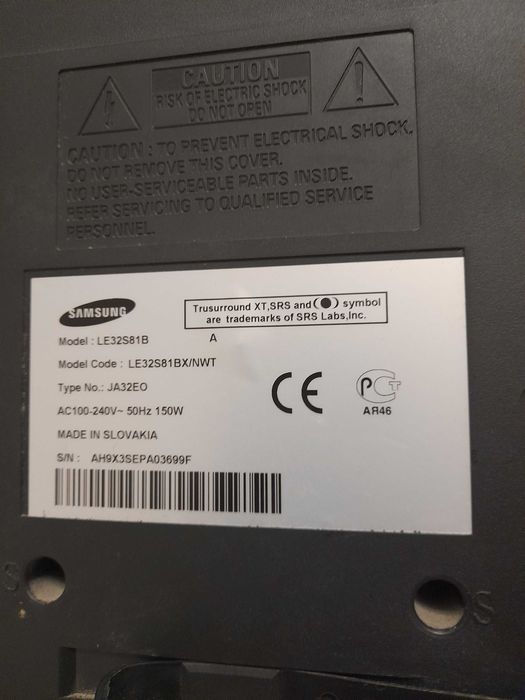 CAUTION
RISK OF ELECTRIC SHOCK
DO NOT OPEN
CAUTION : TO PREVENT ELECTRICAL SHOCK,
DO NOT REMOVE THIS COVER.
NO USER-SERVICEABLE PARTS INSIDE.
REFER SERVICING TO QUALIFIED SERVICE
PERSONNEL.
SAMSUNG
Trusurround XT,SRS and (●) symbol
are trademarks of SRS Labs,Inc.
Model : LE32S81B A
Model Code : LE32S81BX/NWT
Type No.: JA32EO
AC100-240V~ 50Hz 150W
MADE IN SLOVAKIA
S/N : AH9X3SEPA03699F
CE
РСТ
АЯ46
S
S